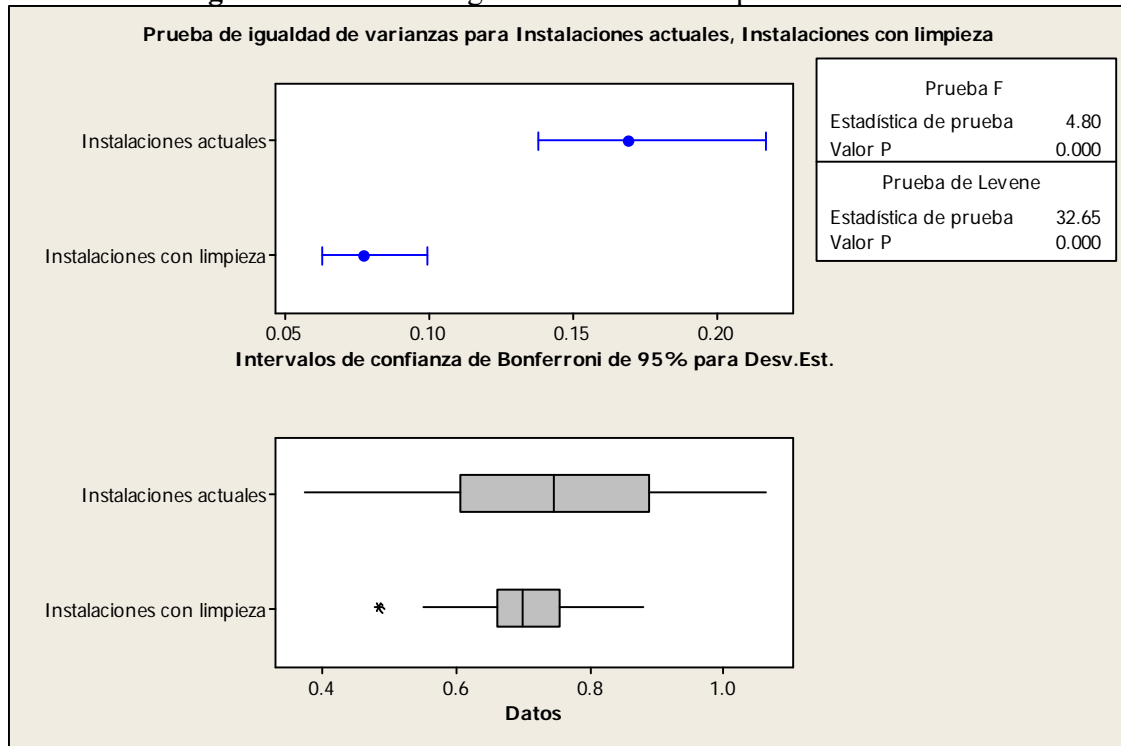 Prueba de igualdad de varianzas para Instalaciones actuales, Instalaciones con limpieza
Instalaciones actuales
Instalaciones con limpieza
0.05 0.10 0.15 0.20
Intervalos de confianza de Bonferroni de 95% para Desv.Est.
Prueba F
Estadística de prueba 4.80
Valor P 0.000
Prueba de Levene
Estadística de prueba 32.65
Valor P 0.000
Instalaciones actuales
Instalaciones con limpieza
0.4 0.6 0.8 1.0
Datos